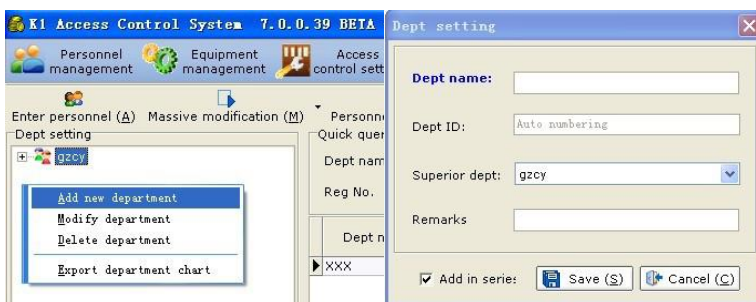 K1 Access Control System 7.0.0.39 BETA
Personnel management
Equipment management
Access control sett
Enter personnel (A) Massive modification (M) Personn
Dept setting
Quick quer
gzcy
Dept nam
Reg No.
Add new department
Modify department
Delete department
Export department chart
Dept n
XXX
Dept setting
Dept name:
Dept ID: Auto numbering
Superior dept: gzcy
Remarks
Add in series Save (S) Cancel (C)